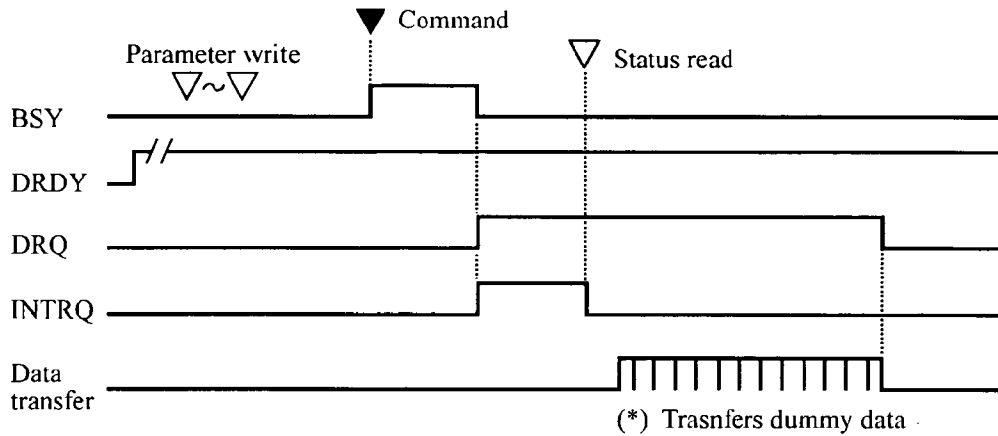 Command
Parameter write
Status read
BSY
DRDY
DRQ
INTRQ
Data
transfer
(*) Trasnfers dummy data